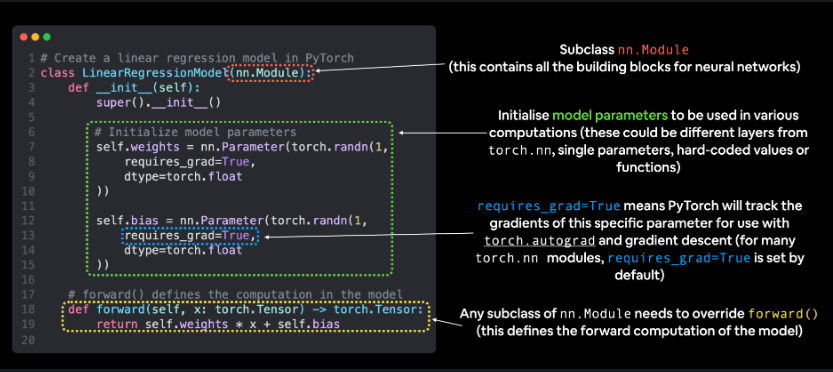 1 # Create a linear regression model in PyTorch
2 class LinearRegressionModel(nn.Module):
3 def __init__(self):
4 super().__init__()
5
6 # Initialize model parameters
7 self.weights = nn.Parameter(torch.randn(1,
8 requires_grad=True,
9 dtype=torch.float
10 ))
11
12 self.bias = nn.Parameter(torch.randn(1,
13 requires_grad=True,
14 dtype=torch.float
15 ))
16
17 # forward() defines the computation in the model
18 def forward(self, x: torch.Tensor) -> torch.Tensor:
19 return self.weights * x + self.bias
20
Subclass nn.Module
(this contains all the building blocks for neural networks)
Initialise model parameters to be used in various
computations (these could be different layers from
torch.nn, single parameters, hard-coded values or
functions)
requires_grad=True means PyTorch will track the
gradients of this specific parameter for use with
torch.autograd and gradient descent (for many
torch.nn modules, requires_grad=True is set by
default)
Any subclass of nn.Module needs to override forward()
(this defines the forward computation of the model)